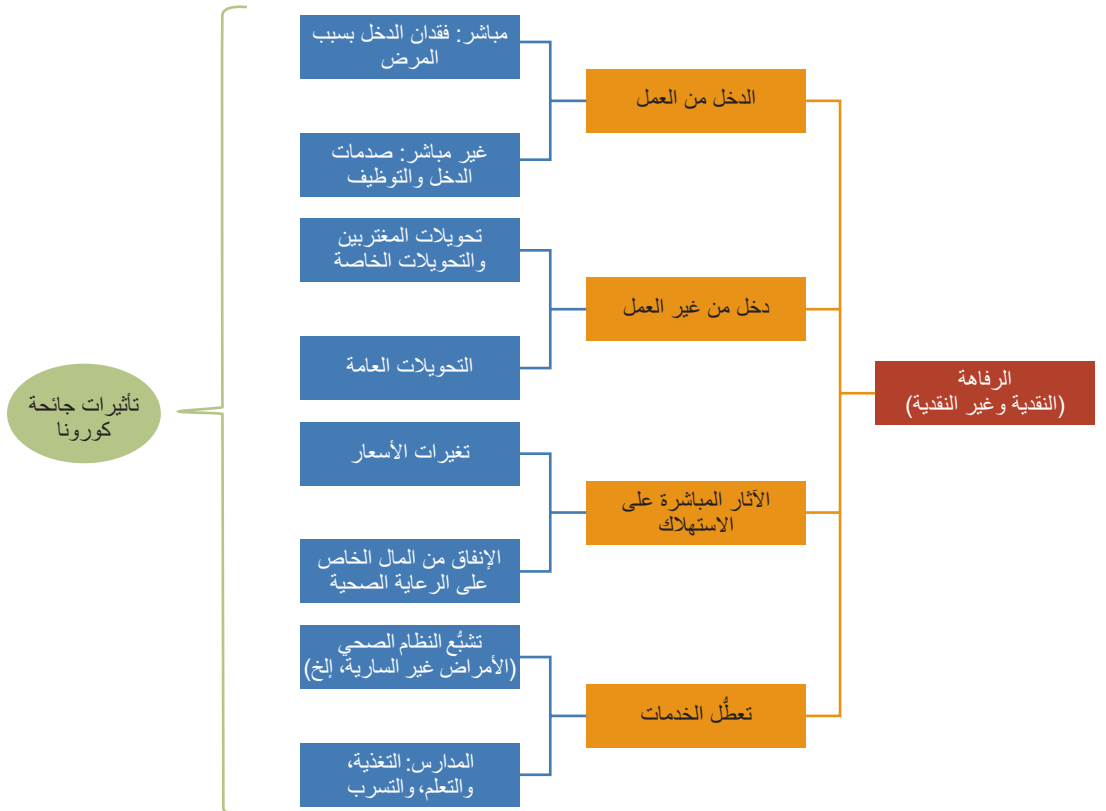 الرفاهة
(النقدية وغير النقدية)
الدخل من العمل
مباشر: فقدان الدخل بسبب
المرض
غير مباشر: صدمات
الدخل والتوظيف
دخل من غير العمل
تحويلات المغتربين
والتحويلات الخاصة
التحويلات العامة
الآثار المباشرة على
الاستهلاك
تغيرات الأسعار
الإنفاق من المال الخاص
على الرعاية الصحية
تعطُّل الخدمات
تشبُّع النظام الصحي
(الأمراض غير السارية، إلخ)
المدارس: التغذية،
والتعلم، والتسرب
تأثيرات جائحة
كورونا